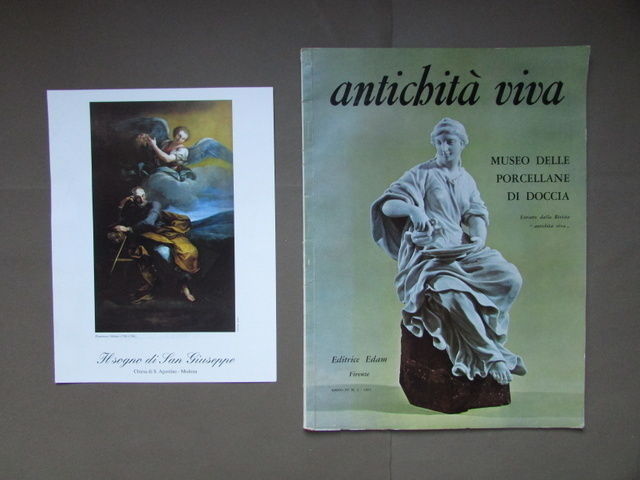 Il sogno di San Giuseppe
Chiesa di S. Agostino - Modena
antichità viva
MUSEO DELLE
PORCELLANE
DI DOCCIA
Estratto dalla Rivista
"antichità viva„
Editrice Edam
Firenze